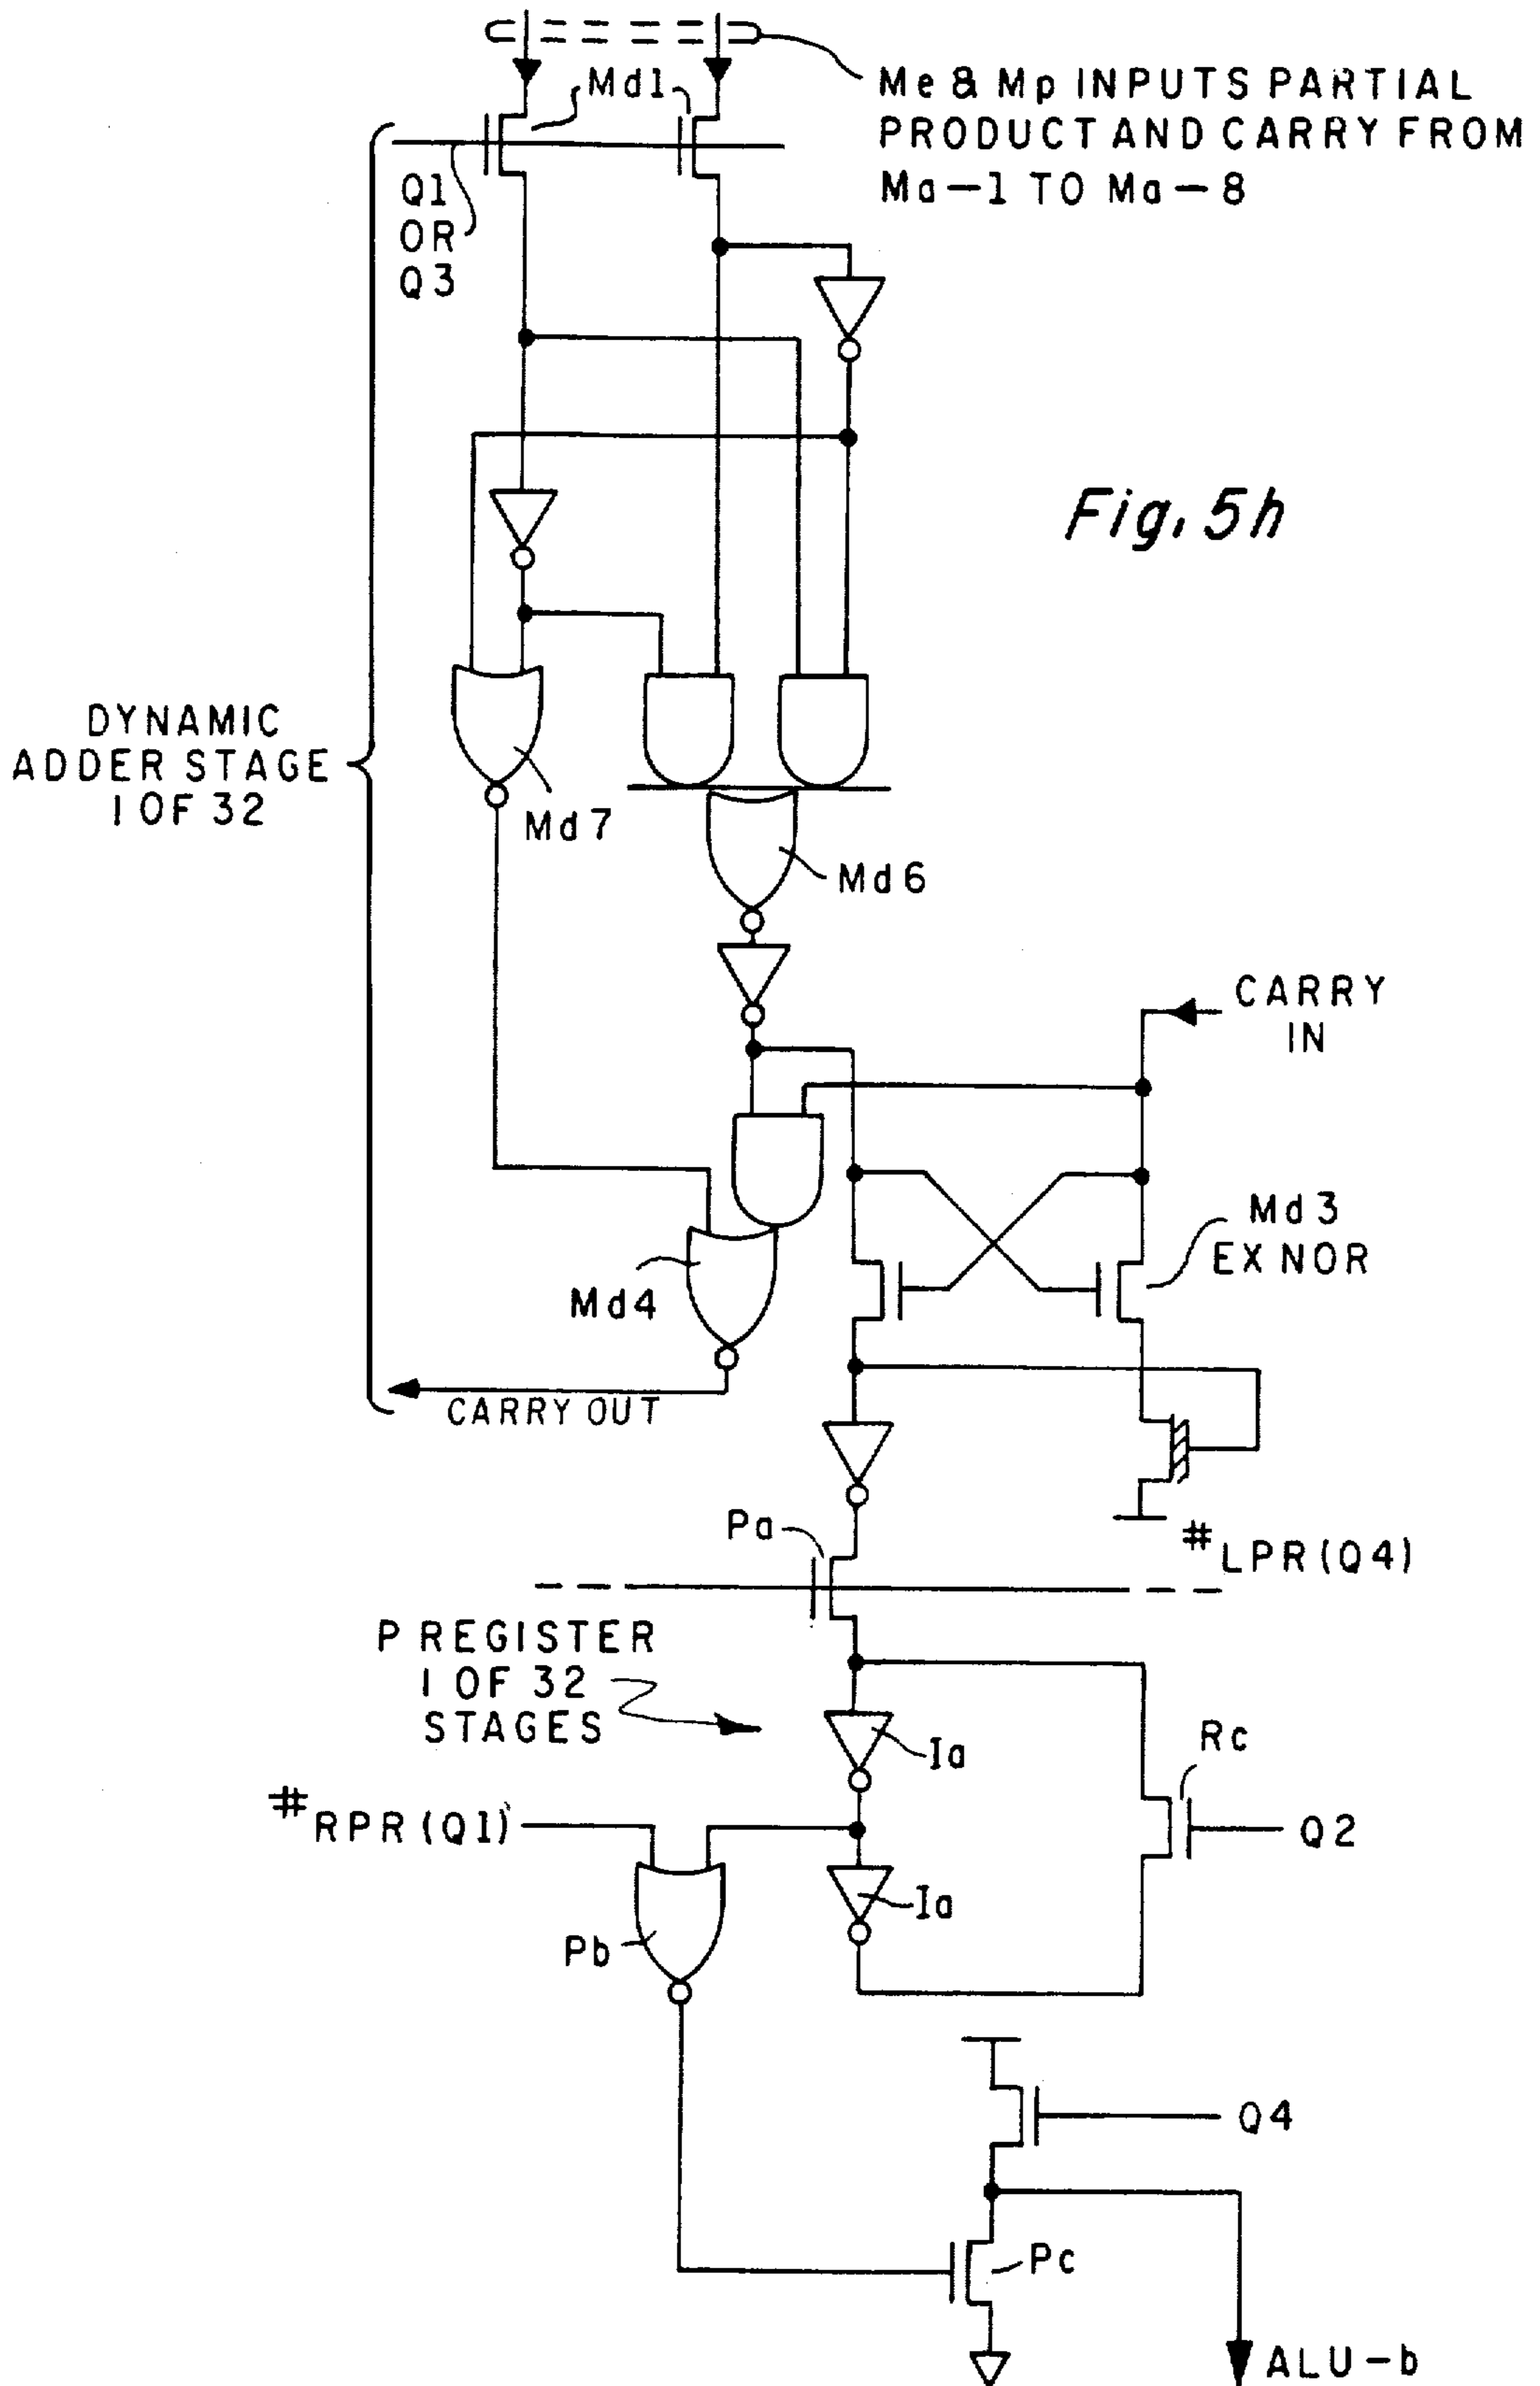 Md1
Me & Mp INPUTS PARTIAL
PRODUCT AND CARRY FROM
Ma-1 TO Ma-8
Q1
OR
Q3
Fig. 5h
DYNAMIC
ADDER STAGE
1 OF 32
Md7
Md6
CARRY
IN
Md3
EX NOR
Md4
CARRY OUT
Pa
#LPR(Q4)
P REGISTER
1 OF 32
STAGES
Ia
Rc
#RPR(Q1)
Q2
Ia
Pb
Q4
Pc
ALU-b